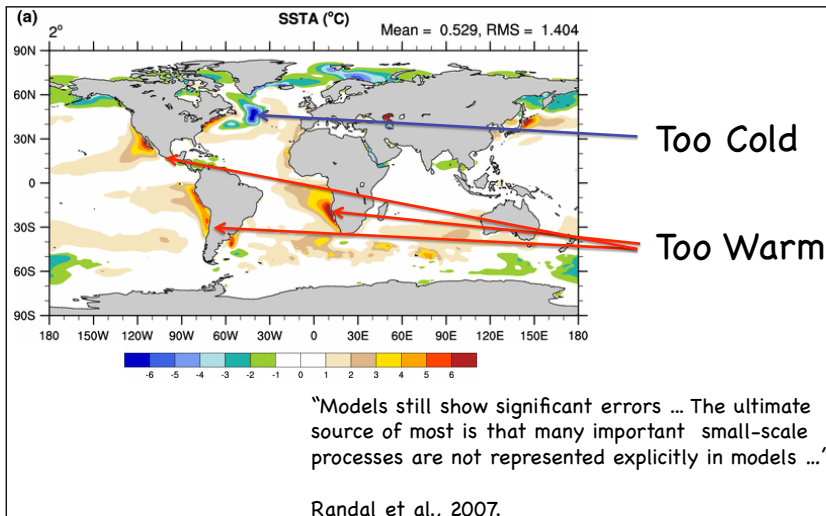 (a)
SSTA (°C)
2°
Mean = 0.529, RMS = 1.404
90N
60N
30N
0
30S
60S
90S
180 150W 120W 90W 60W 30W 0 30E 60E 90E 120E 150E 180
-6 -5 -4 -3 -2 -1 0 1 2 3 4 5 6
Too Cold
Too Warm
“Models still show significant errors ... The ultimate
source of most is that many important small-scale
processes are not represented explicitly in models ...”
Randal et al., 2007.